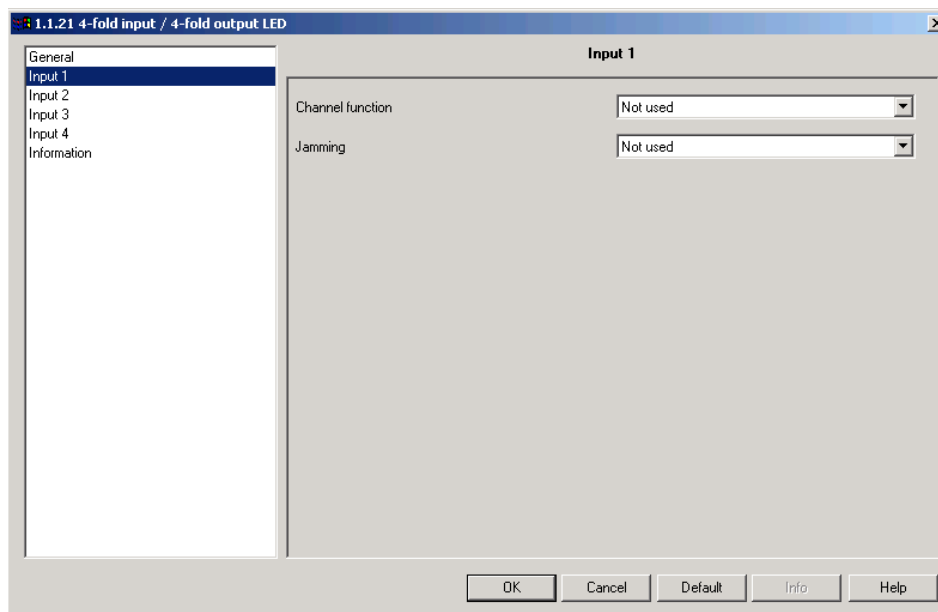 1.1.21 4-fold input / 4-fold output LED
General
Input 1
Input 2
Input 3
Input 4
Information
Input 1
Channel function
Not used
Jamming
Not used
OK
Cancel
Default
Info
Help